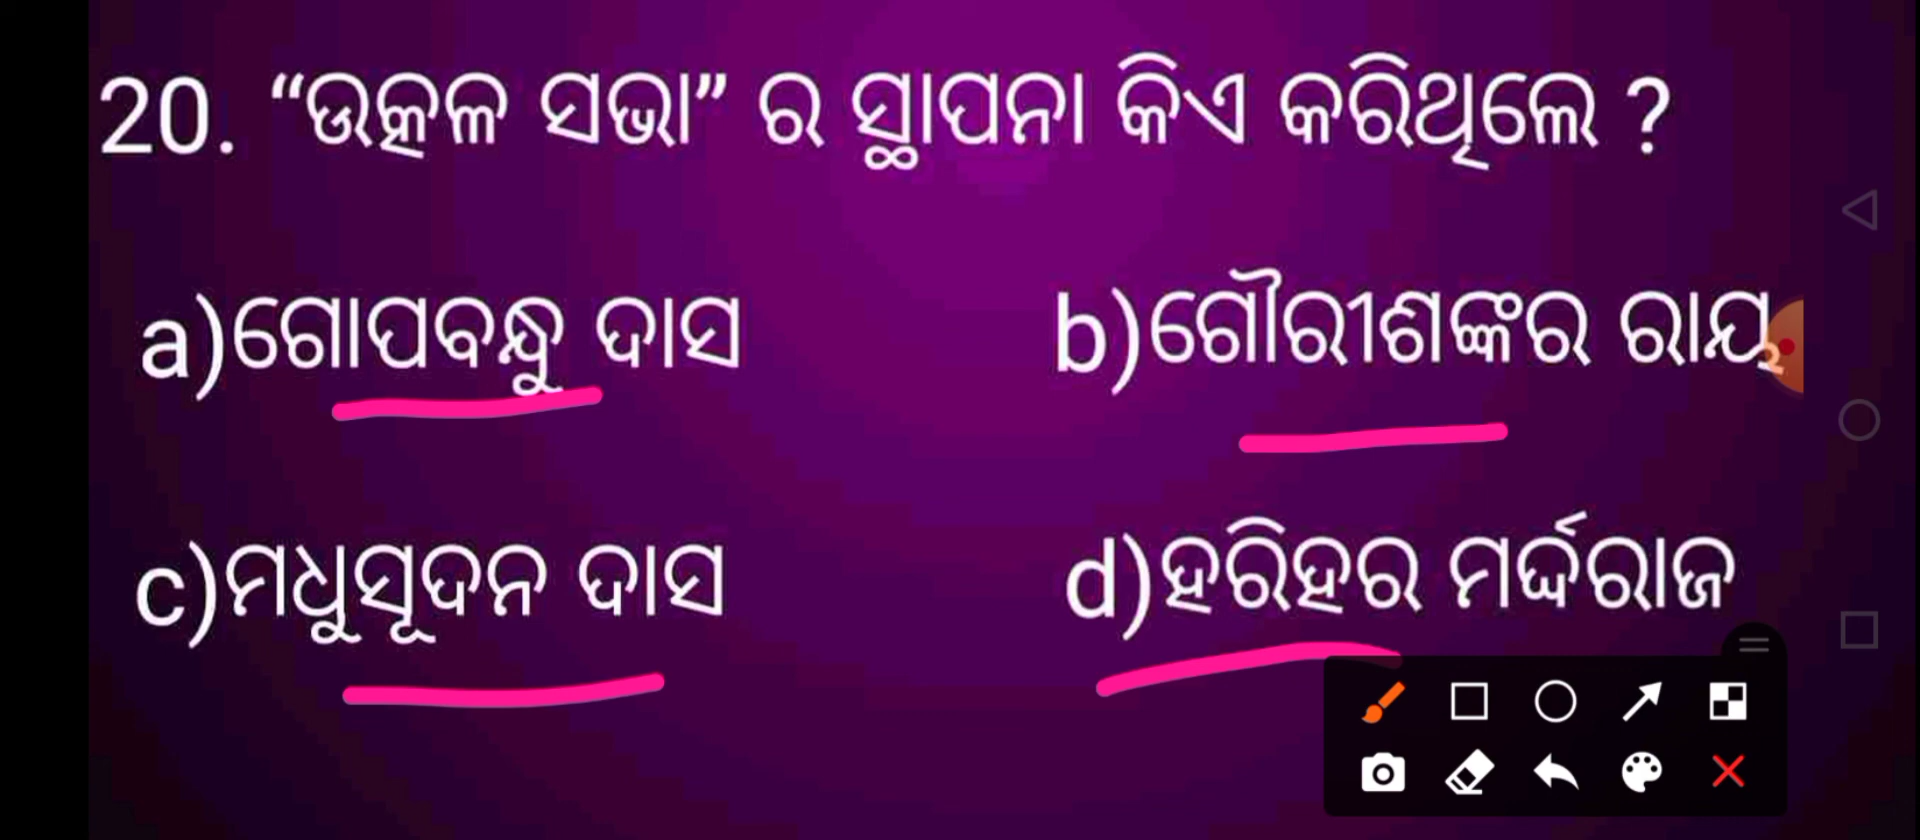 20. “ଉତ୍କଳ ସଭା” ର ସ୍ଥାପନା କିଏ କରିଥିଲେ ?
a)ଗୋପବନ୍ଧୁ ଦାସ b)ଗୌରୀଶଙ୍କର ରାୟ
c)ମଧୁସୂଦନ ଦାସ d)ହରିହର ମର୍ଦ୍ଦରାଜ